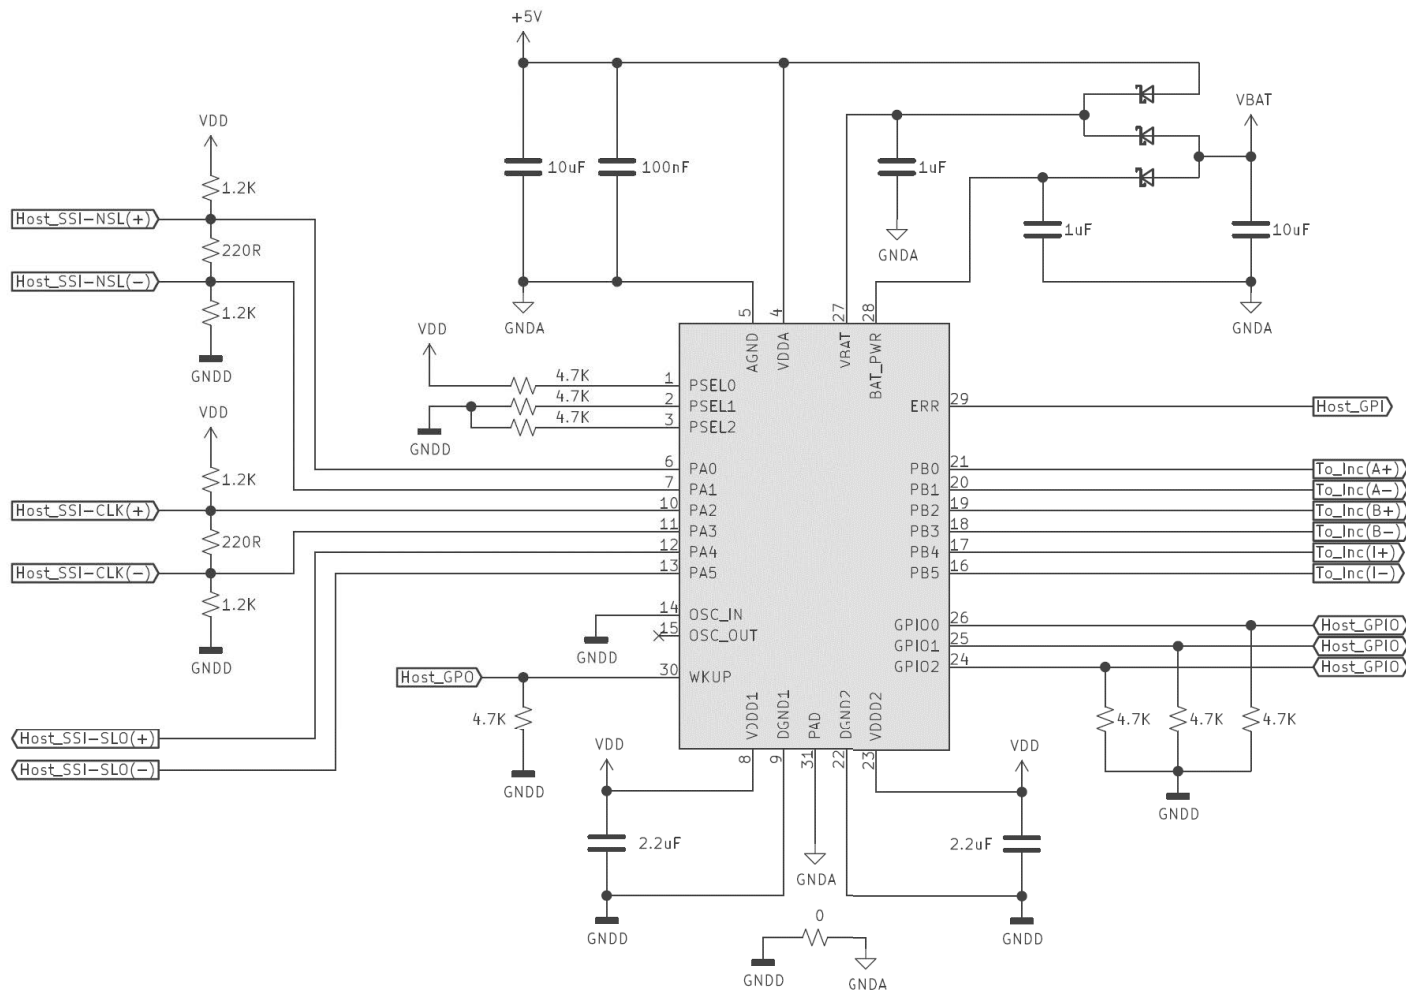 +5V
VDD
VBAT
10uF
100nF
1uF
1.2K
Host_SSI-NSL(+)
220R
1uF
10uF
GNDA
Host_SSI-NSL(-)
1.2K
GNDA
GNDA
VDD
GNDD
5
4
27
28
AGND
VDDA
VBAT
BAT_PWR
4.7K
1
PSEL0
4.7K
2
PSEL1
4.7K
3
PSEL2
GNDD
ERR
29
Host_GPI
VDD
6
PA0
PB0
21
To_Inc(A+)
1.2K
7
PA1
PB1
20
To_Inc(A-)
Host_SSI-CLK(+)
10
PA2
PB2
19
To_Inc(B+)
11
PA3
PB3
18
To_Inc(B-)
220R
12
PA4
PB4
17
To_Inc(I+)
Host_SSI-CLK(-)
13
PA5
PB5
16
To_Inc(I-)
1.2K
14
OSC_IN
GPIO0
26
Host_GPIO
15
OSC_OUT
GPIO1
25
Host_GPIO
GNDD
GNDD
GPIO2
24
Host_GPIO
Host_GPO
30
WKUP
VDDD1
DGND1
PAD
DGND2
VDDD2
4.7K
4.7K
4.7K
4.7K
Host_SSI-SLO(+)
VDD
8
9
31
22
23
VDD
Host_SSI-SLO(-)
GNDD
GNDD
2.2uF
2.2uF
GNDA
0
GNDD
GNDD
GNDD
GNDA